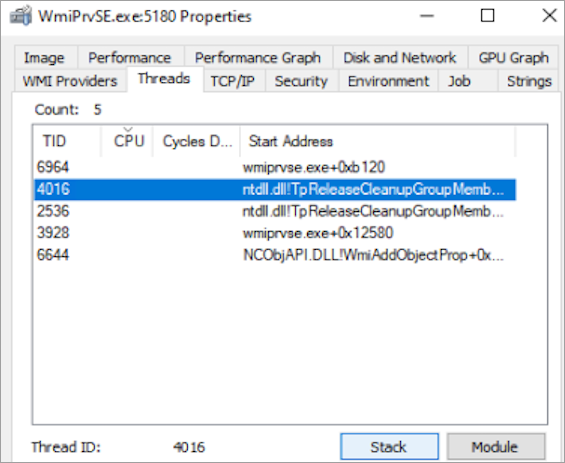 WmiPrvSE.exe:5180 Properties
Image Performance Performance Graph Disk and Network GPU Graph
WMI Providers Threads TCP/IP Security Environment Job Strings
Count: 5
TID CPU Cycles D... Start Address
6964 wmiprvse.exe+0xb120
4016 ntdll.dll!TpReleaseCleanupGroupMemb...
2536 ntdll.dll!TpReleaseCleanupGroupMemb...
3928 wmiprvse.exe+0x12580
6644 NCObjAPI.DLL!WmiAddObjectProp+0x...
Thread ID: 4016 Stack Module